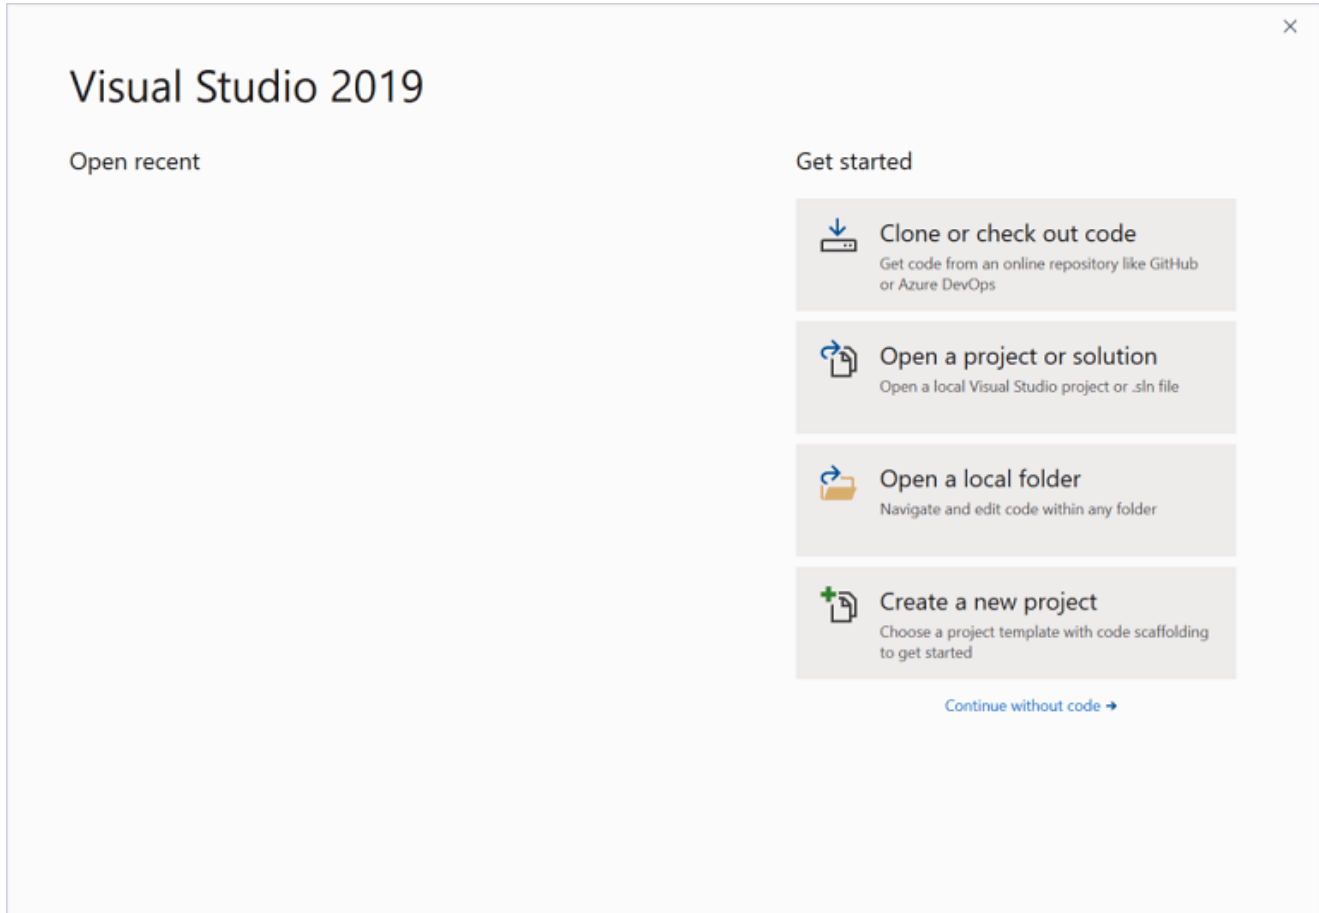 Visual Studio 2019
Open recent
Get started
Clone or check out code
Get code from an online repository like GitHub
or Azure DevOps
Open a project or solution
Open a local Visual Studio project or .sln file
Open a local folder
Navigate and edit code within any folder
Create a new project
Choose a project template with code scaffolding
to get started
Continue without code